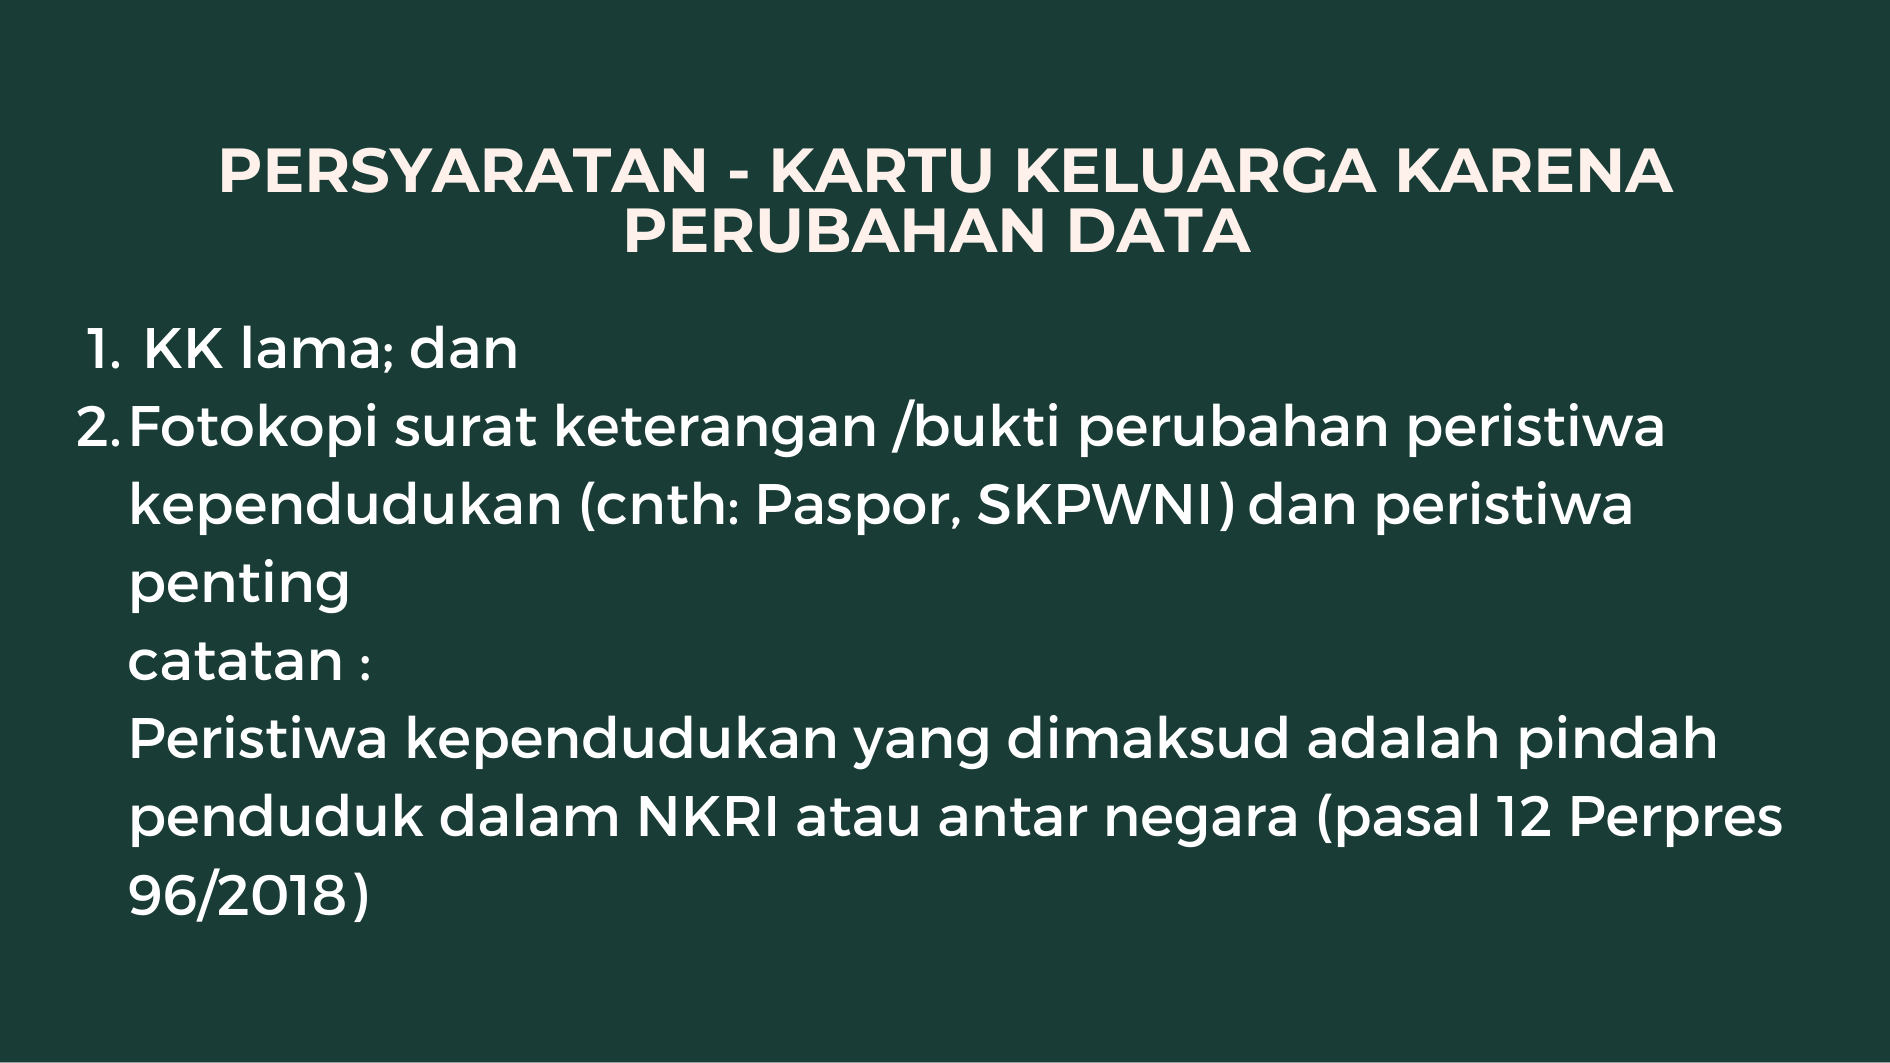 PERSYARATAN - KARTU KELUARGA KARENA
PERUBAHAN DATA
1. KK lama; dan
2. Fotokopi surat keterangan /bukti perubahan peristiwa
kependudukan (cnth: Paspor, SKPWNI) dan peristiwa
penting
catatan :
Peristiwa kependudukan yang dimaksud adalah pindah
penduduk dalam NKRI atau antar negara (pasal 12 Perpres
96/2018)